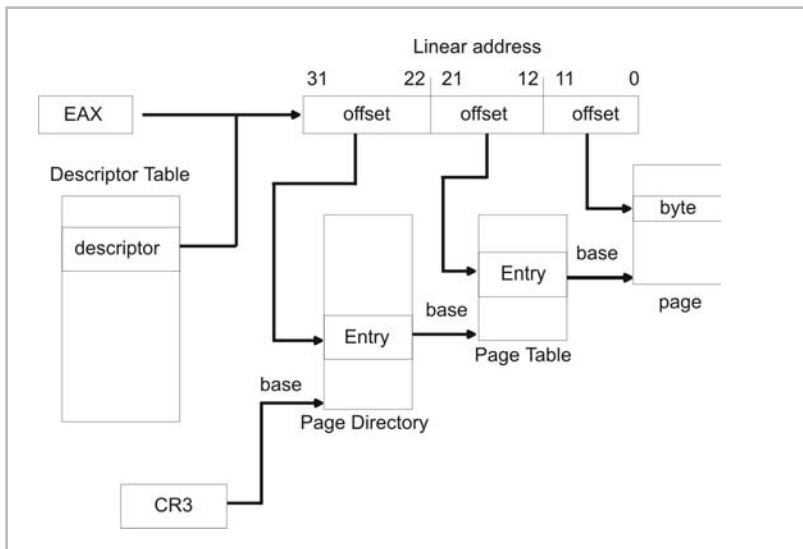 Linear address
31 22 21 12 11 0
EAX
offset offset offset
Descriptor Table
descriptor
byte
base
Entry
page
base
Entry
Page Table
base
Page Directory
CR3